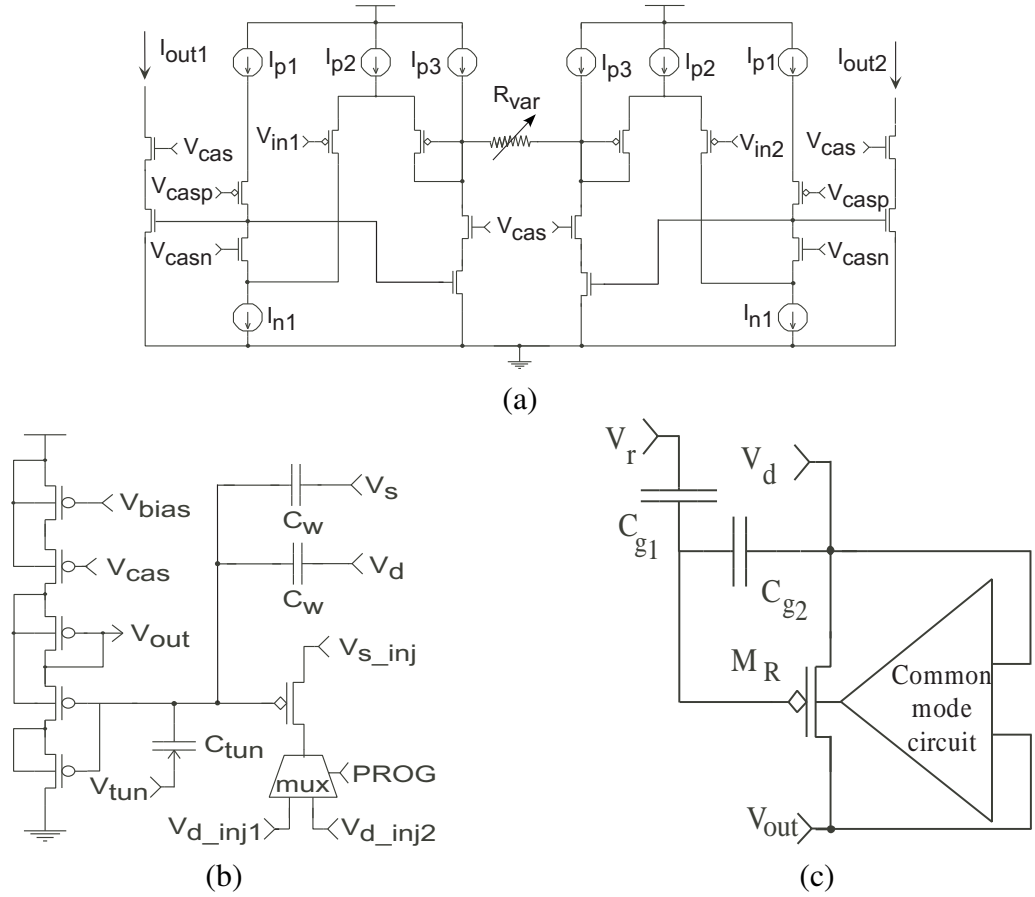 I_out1
I_p1
I_p2
I_p3
I_p3
I_p2
I_p1
I_out2
R_var
V_cas
V_in1
V_in2
V_cas
V_casp
V_cas
V_casp
V_casn
V_casn
I_n1
I_n1
(a)
V_bias
V_cas
V_out
V_s
C_w
V_d
C_w
V_s_inj
C_tun
V_tun
mux
PROG
V_d_inj1
V_d_inj2
(b)
V_r
V_d
C_g1
C_g2
M_R
Common
mode
circuit
V_out
(c)